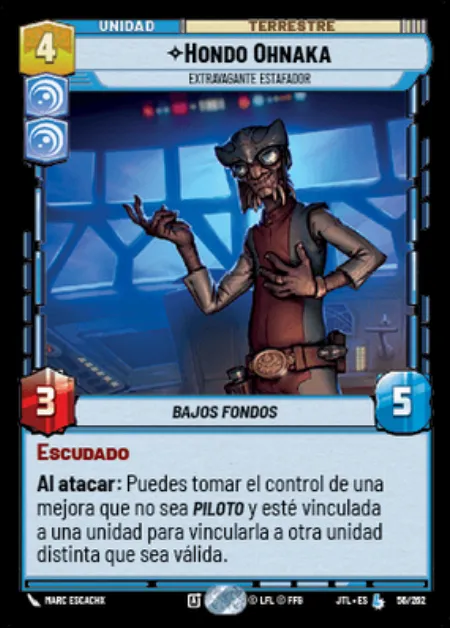 UNIDAD
TERRESTRE
4
✧HONDO OHNAKA
EXTRAVAGANTE ESTAFADOR
3
BAJOS FONDOS
5
ESCUDADO
Al atacar: Puedes tomar el control de una
mejora que no sea PILOTO y esté vinculada
a una unidad para vincularla a otra unidad
distinta que sea válida.
MARC ESCACHX
A
© LFL © FFG
JTL • ES
56/262